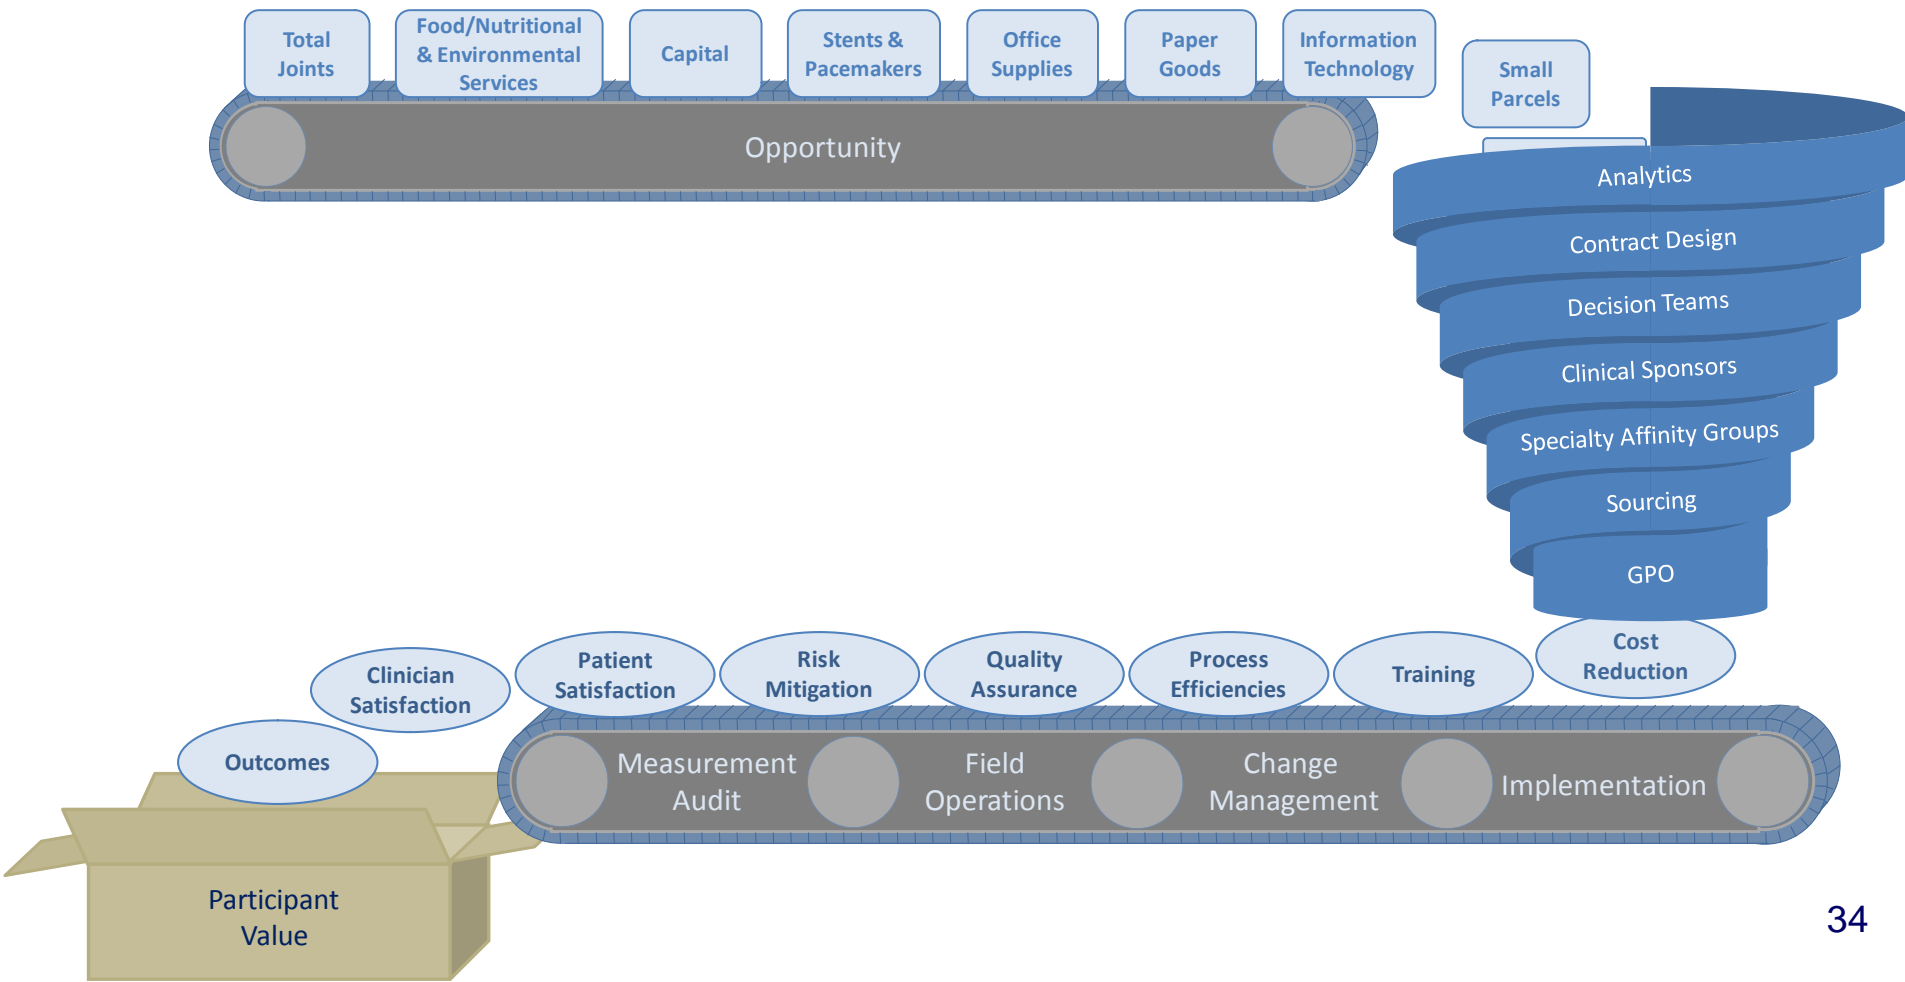 Total
Joints
Food/Nutritional
& Environmental
Services
Capital
Stents &
Pacemakers
Office
Supplies
Paper
Goods
Information
Technology
Small
Parcels
Opportunity
Analytics
Contract Design
Decision Teams
Clinical Sponsors
Specialty Affinity Groups
Sourcing
GPO
Cost
Reduction
Training
Process
Efficiencies
Quality
Assurance
Risk
Mitigation
Patient
Satisfaction
Clinician
Satisfaction
Outcomes
Measurement
Audit
Field
Operations
Change
Management
Implementation
Participant
Value
34